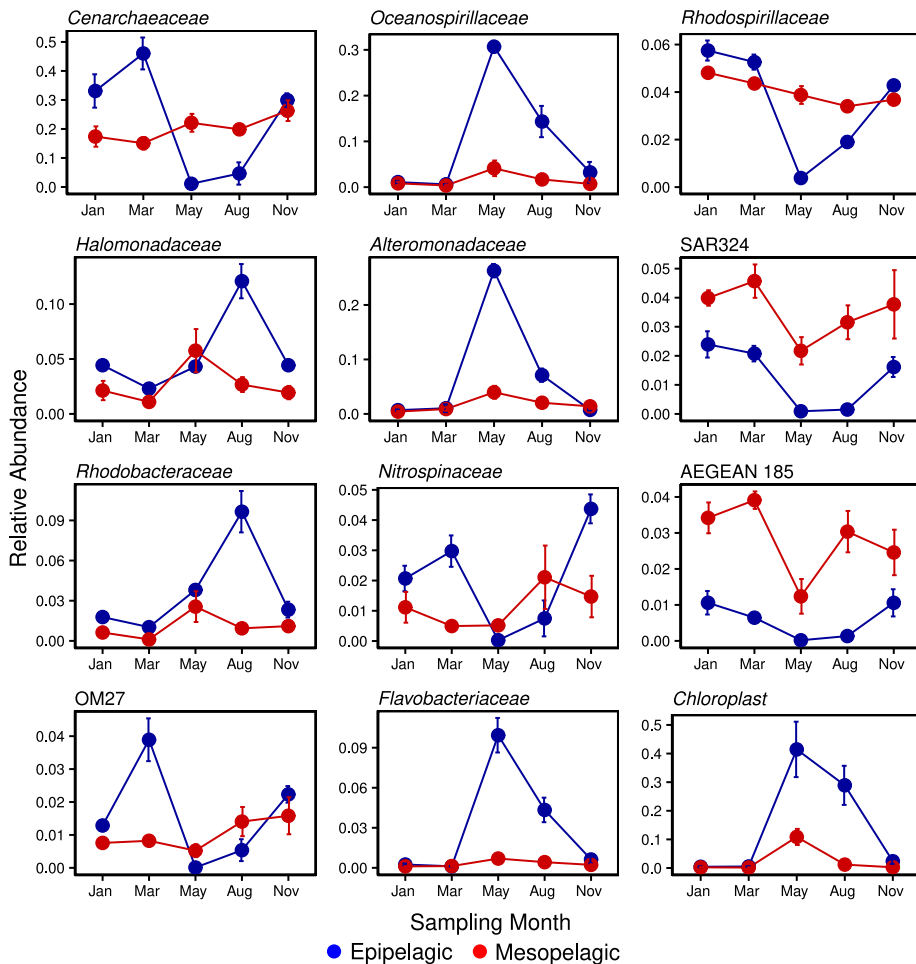 Cenarchaeaceae
0.5
0.4
0.3
0.2
0.1
0.0
Jan Mar May Aug Nov
Oceanospirillaceae
0.3
0.2
0.1
0.0
Jan Mar May Aug Nov
Rhodospirillaceae
0.06
0.04
0.02
0.00
Jan Mar May Aug Nov
Halomonadaceae
0.10
0.05
0.00
Jan Mar May Aug Nov
Alteromonadaceae
0.2
0.1
0.0
Jan Mar May Aug Nov
SAR324
0.05
0.04
0.03
0.02
0.01
0.00
Jan Mar May Aug Nov
Relative Abundance
Rhodobacteraceae
0.09
0.06
0.03
0.00
Jan Mar May Aug Nov
Nitrospinaceae
0.05
0.04
0.03
0.02
0.01
0.00
Jan Mar May Aug Nov
AEGEAN 185
0.04
0.03
0.02
0.01
0.00
Jan Mar May Aug Nov
OM27
0.04
0.03
0.02
0.01
0.00
Jan Mar May Aug Nov
Flavobacteriaceae
0.09
0.06
0.03
0.00
Jan Mar May Aug Nov
Chloroplast
0.5
0.4
0.3
0.2
0.1
0.0
Jan Mar May Aug Nov
Sampling Month
Epipelagic Mesopelagic